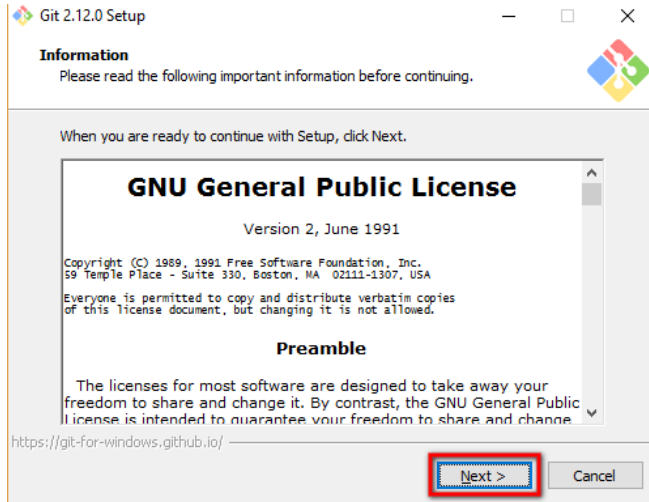 Git 2.12.0 Setup
Information
Please read the following important information before continuing.
When you are ready to continue with Setup, click Next.
GNU General Public License
Version 2, June 1991
Copyright (C) 1989, 1991 Free Software Foundation, Inc.
59 Temple Place - Suite 330, Boston, MA  02111-1307, USA
Everyone is permitted to copy and distribute verbatim copies
of this license document, but changing it is not allowed.
Preamble
The licenses for most software are designed to take away your
freedom to share and change it. By contrast, the GNU General Public
License is intended to guarantee your freedom to share and change
https://git-for-windows.github.io/
Next >
Cancel